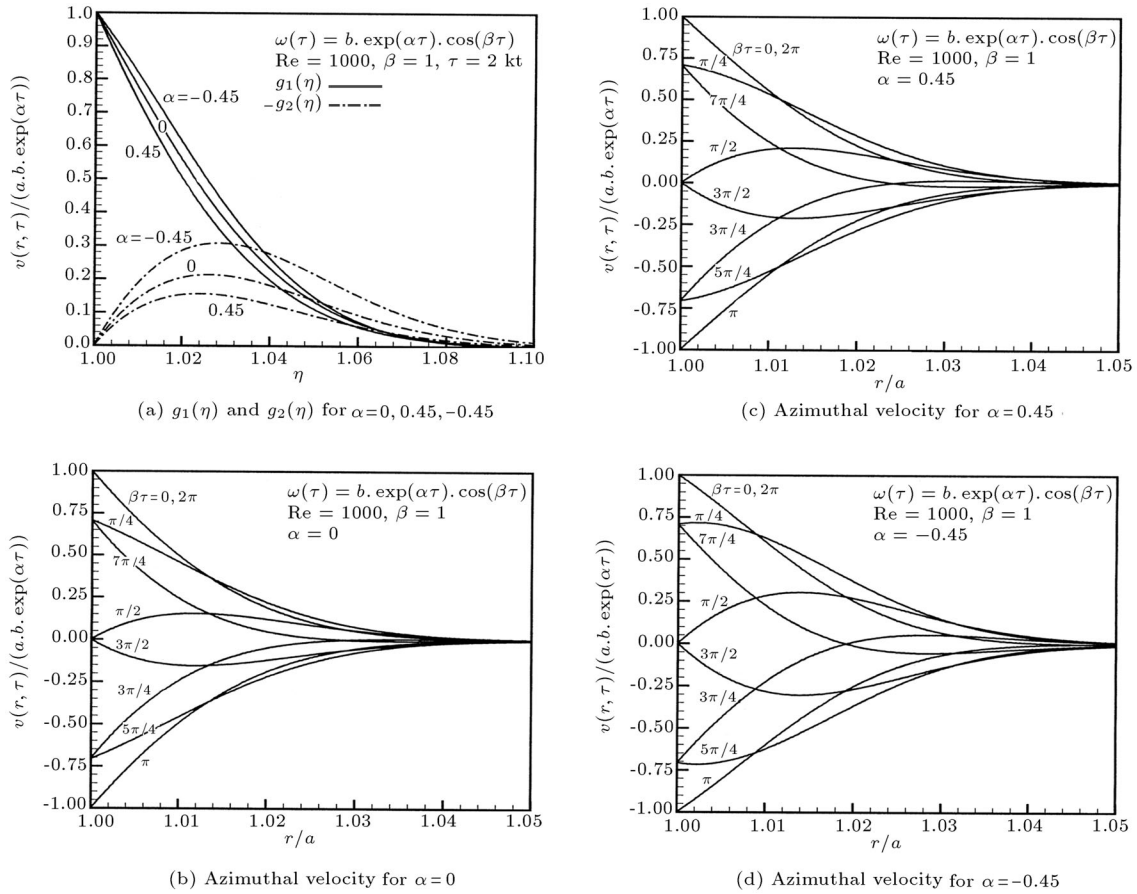 v(r, τ)/(a.b. exp(ατ))
1.0
0.9
0.8
0.7
0.6
0.5
0.4
0.3
0.2
0.1
0.0
1.00
1.02
1.04
1.06
1.08
1.10
η
ω(τ) = b. exp(ατ). cos(βτ)
Re = 1000, β = 1, τ = 2 kt
g₁(η)
-g₂(η)
α=-0.45
0
0.45
α=-0.45
0
0.45
(a) g₁(η) and g₂(η) for α=0, 0.45, -0.45
v(r, τ)/(a.b. exp(ατ))
1.00
0.75
0.50
0.25
0.00
-0.25
-0.50
-0.75
-1.00
1.00
1.01
1.02
1.03
1.04
1.05
r/a
ω(τ) = b. exp(ατ). cos(βτ)
Re = 1000, β = 1
α = 0.45
βτ=0, 2π
π/4
7π/4
π/2
3π/2
3π/4
5π/4
π
(c) Azimuthal velocity for α=0.45
v(r, τ)/(a.b. exp(ατ))
1.00
0.75
0.50
0.25
0.00
-0.25
-0.50
-0.75
-1.00
1.00
1.01
1.02
1.03
1.04
1.05
r/a
ω(τ) = b. exp(ατ). cos(βτ)
Re = 1000, β = 1
α = 0
βτ=0, 2π
π/4
7π/4
π/2
3π/2
3π/4
5π/4
π
(b) Azimuthal velocity for α=0
v(r, τ)/(a.b. exp(ατ))
1.00
0.75
0.50
0.25
0.00
-0.25
-0.50
-0.75
-1.00
1.00
1.01
1.02
1.03
1.04
1.05
r/a
ω(τ) = b. exp(ατ). cos(βτ)
Re = 1000, β = 1
α = -0.45
βτ=0, 2π
π/4
7π/4
π/2
3π/2
3π/4
5π/4
π
(d) Azimuthal velocity for α=-0.45